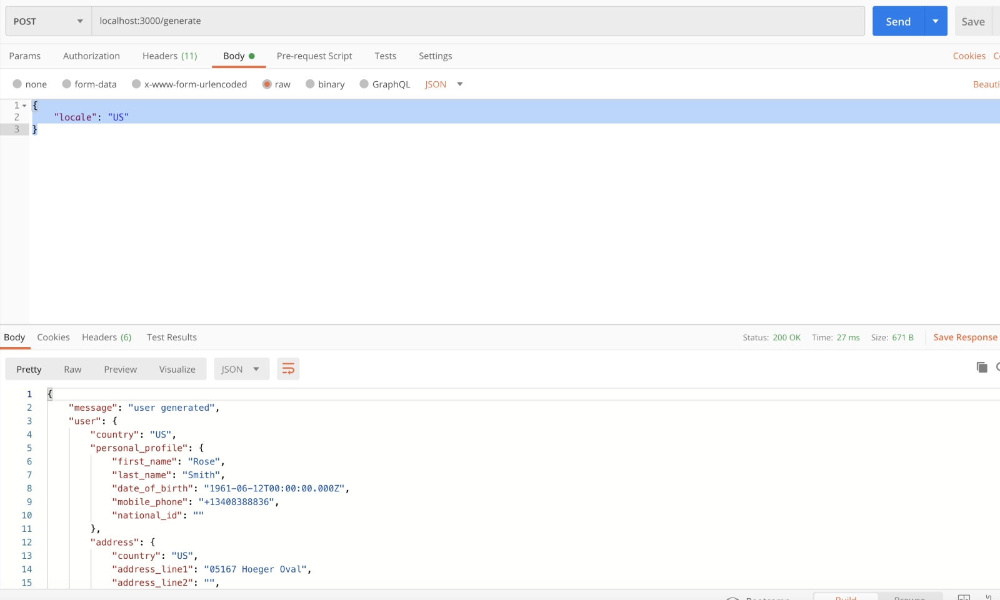 POST localhost:3000/generate Send Save
Params Authorization Headers (11) Body Pre-request Script Tests Settings Cookies
none form-data x-www-form-urlencoded raw binary GraphQL JSON
1 {
2 "locale": "US"
3 }
Body Cookies Headers (6) Test Results Status: 200 OK Time: 27 ms Size: 671 B Save Response
Pretty Raw Preview Visualize JSON
1 {
2 "message": "user generated",
3 "user": {
4 "country": "US",
5 "personal_profile": {
6 "first_name": "Rose",
7 "last_name": "Smith",
8 "date_of_birth": "1961-06-12T00:00:00.000Z",
9 "mobile_phone": "+13408388836",
10 "national_id": ""
11 },
12 "address": {
13 "country": "US",
14 "address_line1": "05167 Hoeger Oval",
15 "address_line2": "",